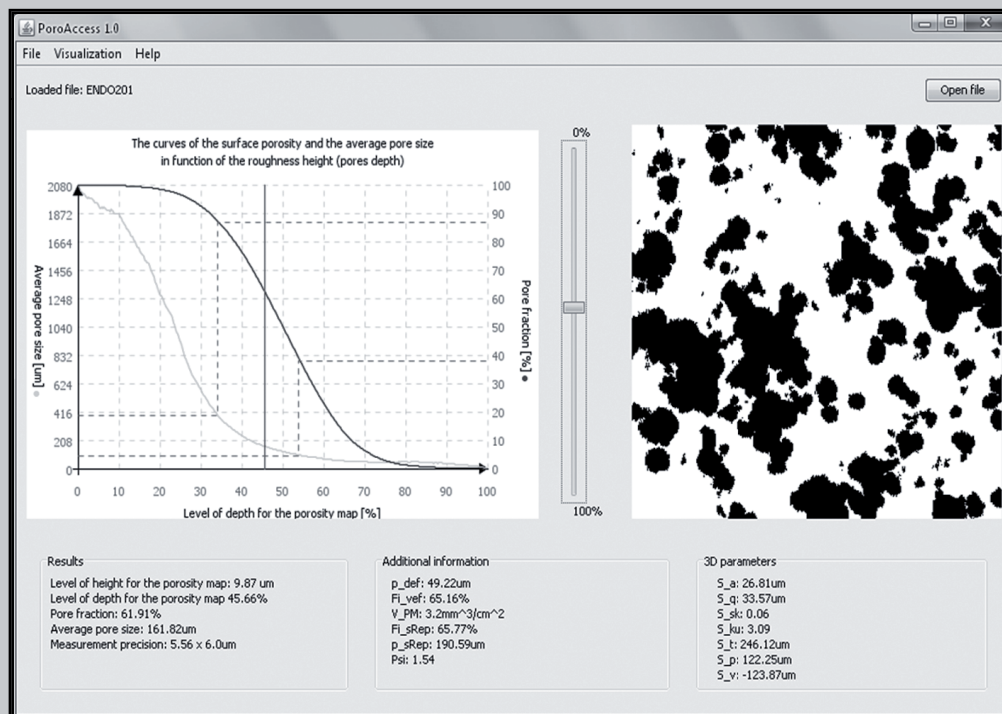 PoroAccess 1.0
File Visualization Help
Loaded file: ENDO201
Open file
The curves of the surface porosity and the average pore size
in function of the roughness height (pores depth)
Average pore size [um]
2080
1872
1664
1456
1248
1040
832
624
416
208
0
100
90
80
70
60
50
40
30
20
10
0
Pore fraction [%]
0 10 20 30 40 50 60 70 80 90 100
Level of depth for the porosity map [%]
0%
100%
Results
Level of height for the porosity map: 9.87 um
Level of depth for the porosity map 45.66%
Pore fraction: 61.91%
Average pore size: 161.82um
Measurement precision: 5.56 x 6.0um
Additional information
p_def: 49.22um
Fi_vef: 65.16%
V_PM: 3.2mm^3/cm^2
Fi_sRep: 65.77%
p_sRep: 190.59um
Psi: 1.54
3D parameters
S_a: 26.81um
S_q: 33.57um
S_sk: 0.06
S_ku: 3.09
S_t: 246.12um
S_p: 122.25um
S_v: -123.87um